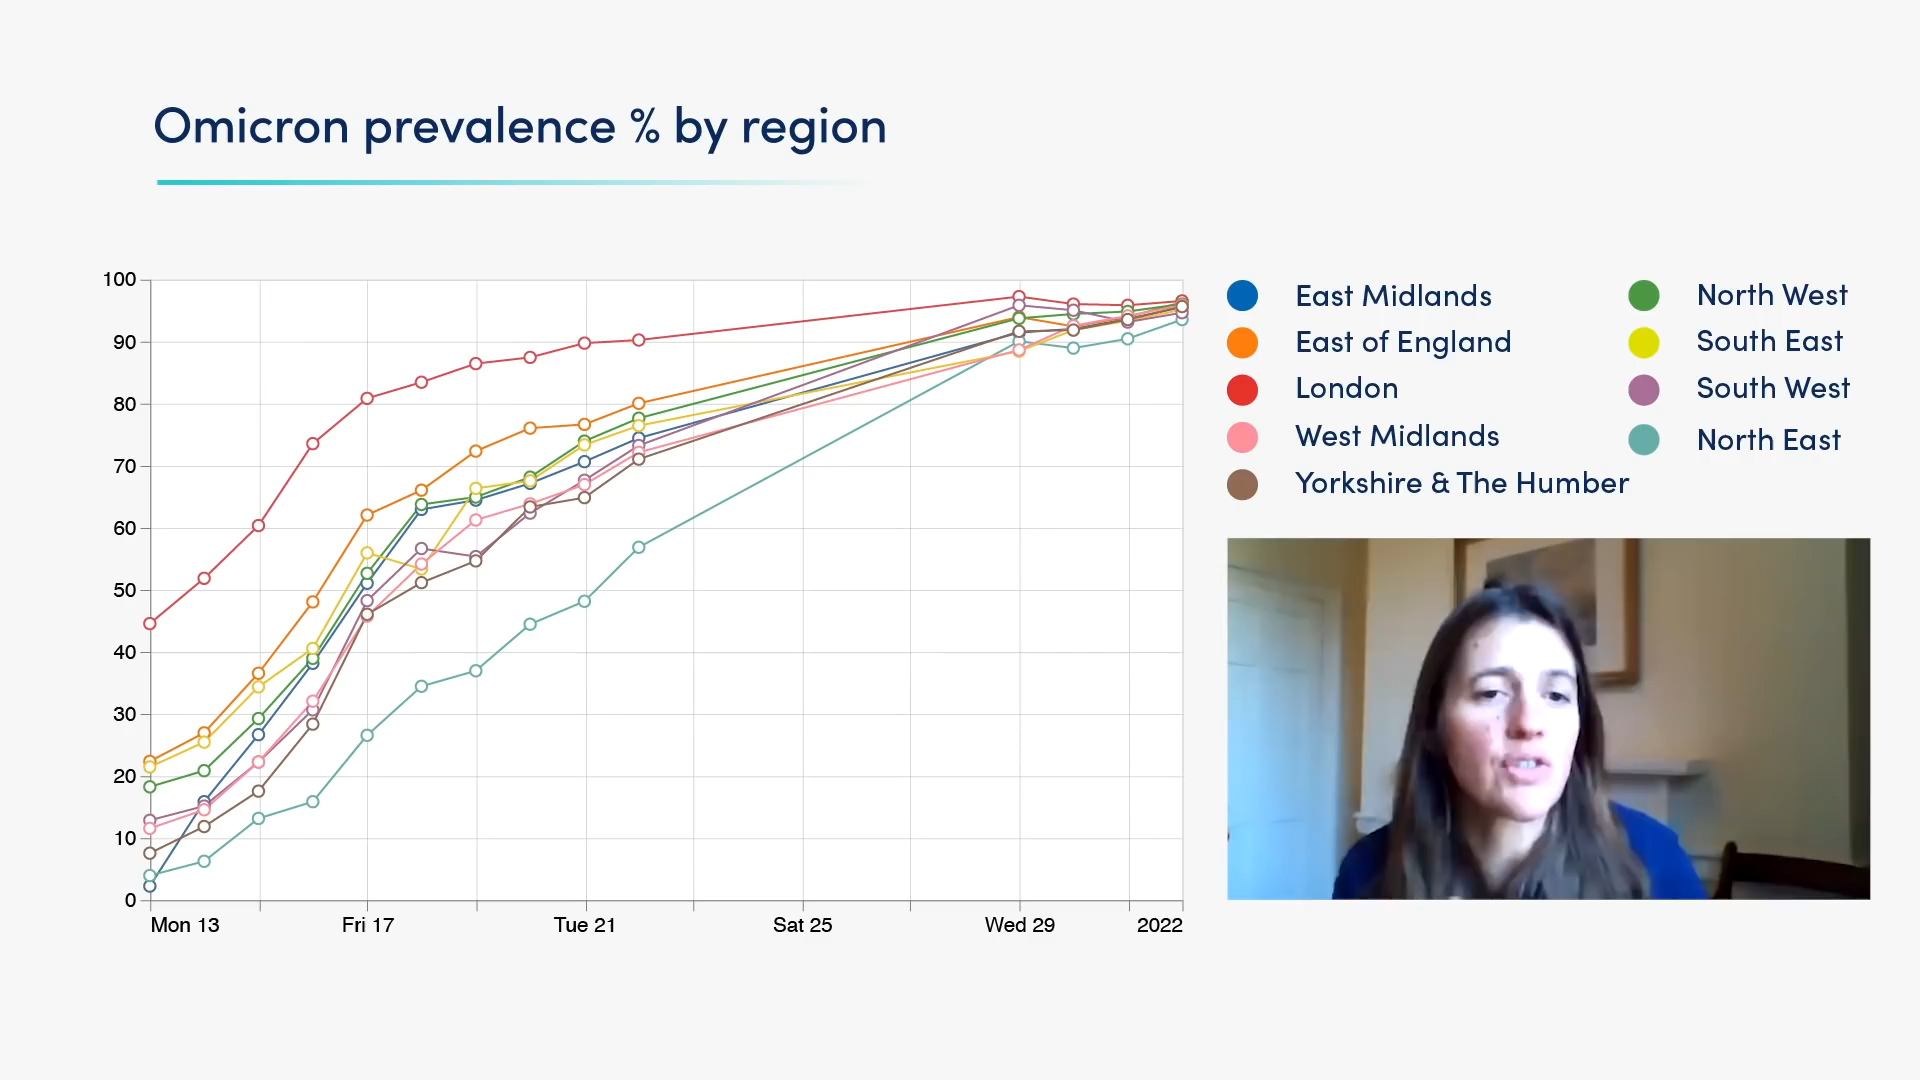 Omicron prevalence % by region
100
90
80
70
60
50
40
30
20
10
0
Mon 13
Fri 17
Tue 21
Sat 25
Wed 29
2022
East Midlands
East of England
London
West Midlands
Yorkshire & The Humber
North West
South East
South West
North East